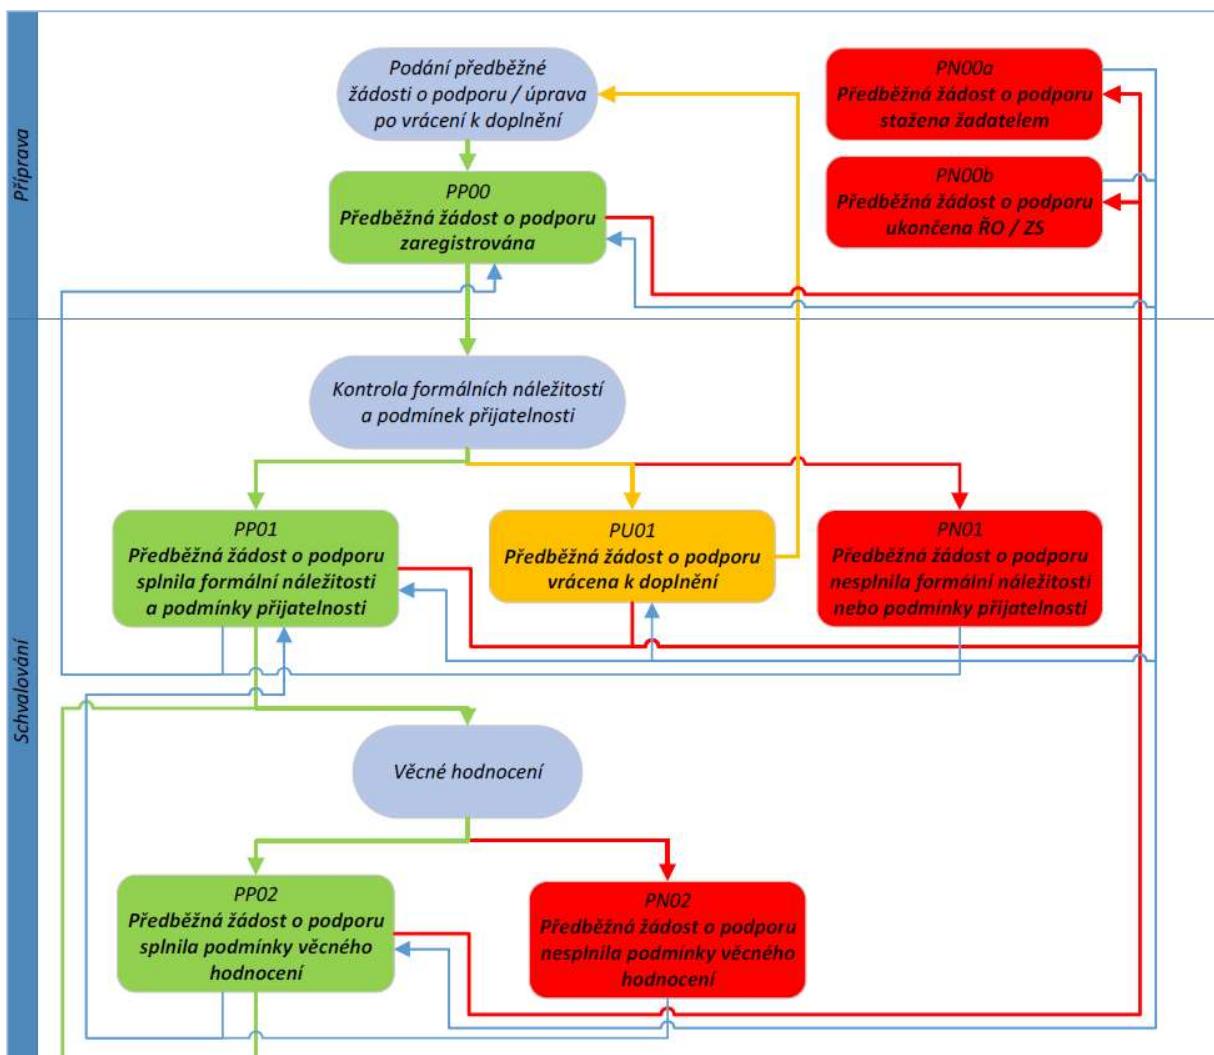 Příprava
Podání předběžné
žádosti o podporu / úprava
po vrácení k doplnění
PN00a
Předběžná žádost o podporu
stažena žadatelem
PP00
Předběžná žádost o podporu
zaregistrována
PN00b
Předběžná žádost o podporu
ukončena ŘO / ZS
Schvalování
Kontrola formálních náležitostí
a podmínek přijatelnosti
PP01
Předběžná žádost o podporu
splnila formální náležitosti
a podmínky přijatelnosti
PU01
Předběžná žádost o podporu
vrácena k doplnění
PN01
Předběžná žádost o podporu
nesplnila formální náležitosti
nebo podmínky přijatelnosti
Věcné hodnocení
PP02
Předběžná žádost o podporu
splnila podmínky věcného
hodnocení
PN02
Předběžná žádost o podporu
nesplnila podmínky věcného
hodnocení